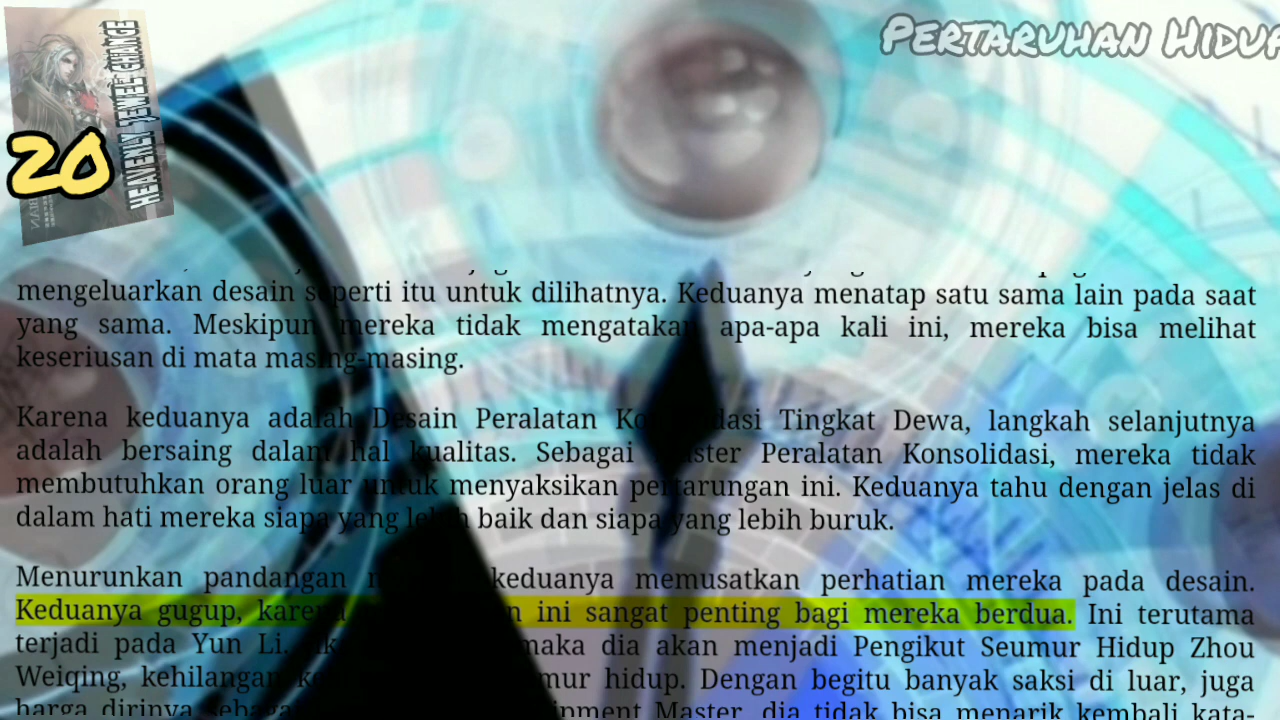 PERTARUHAN HIDUP
HEAVENLY JEWEL CHANGE
20
mengeluarkan desain seperti itu untuk dilihatnya. Keduanya menatap satu sama lain pada saat
yang sama. Meskipun mereka tidak mengatakan apa-apa kali ini, mereka bisa melihat
keseriusan di mata masing-masing.
Karena keduanya adalah Desain Peralatan Konsolidasi Tingkat Dewa, langkah selanjutnya
adalah bersaing dalam hal kualitas. Sebagai Master Peralatan Konsolidasi, mereka tidak
membutuhkan orang luar untuk menyaksikan pertarungan ini. Keduanya tahu dengan jelas di
dalam hati mereka siapa yang lebih baik dan siapa yang lebih buruk.
Menurunkan pandangan keduanya memusatkan perhatian mereka pada desain.
Keduanya gugup, karena ini sangat penting bagi mereka berdua. Ini terutama
terjadi pada Yun Li. maka dia akan menjadi Pengikut Seumur Hidup Zhou
Weiqing, kehilangan hidup. Dengan begitu banyak saksi di luar, juga
harga dirinya sebagai Master, dia tidak bisa menarik kembali kata-